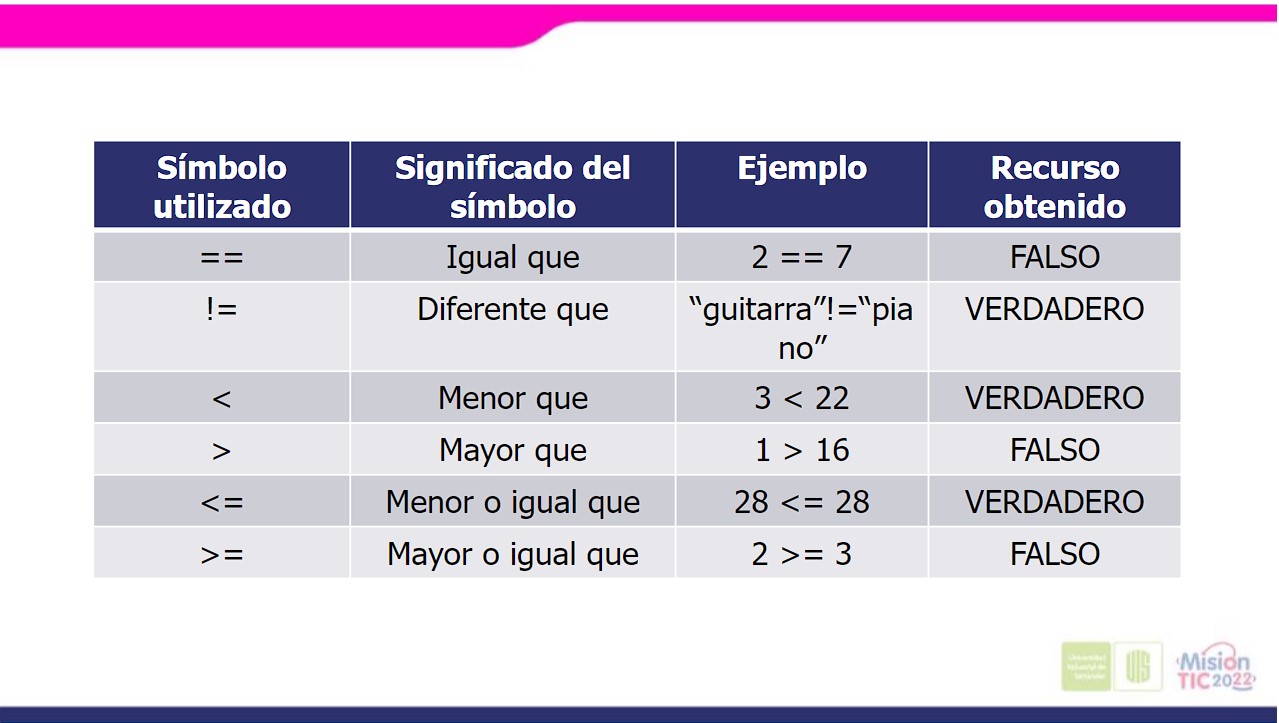 Símbolo utilizado
Significado del símbolo
Ejemplo
Recurso obtenido
==
Igual que
2 == 7
FALSO
!=
Diferente que
“guitarra”!=“pia
no”
VERDADERO
<
Menor que
3 < 22
VERDADERO
>
Mayor que
1 > 16
FALSO
<=
Menor o igual que
28 <= 28
VERDADERO
>=
Mayor o igual que
2 >= 3
FALSO
Universidad
Industrial de
Santander
UIS
Misión
TIC 2022